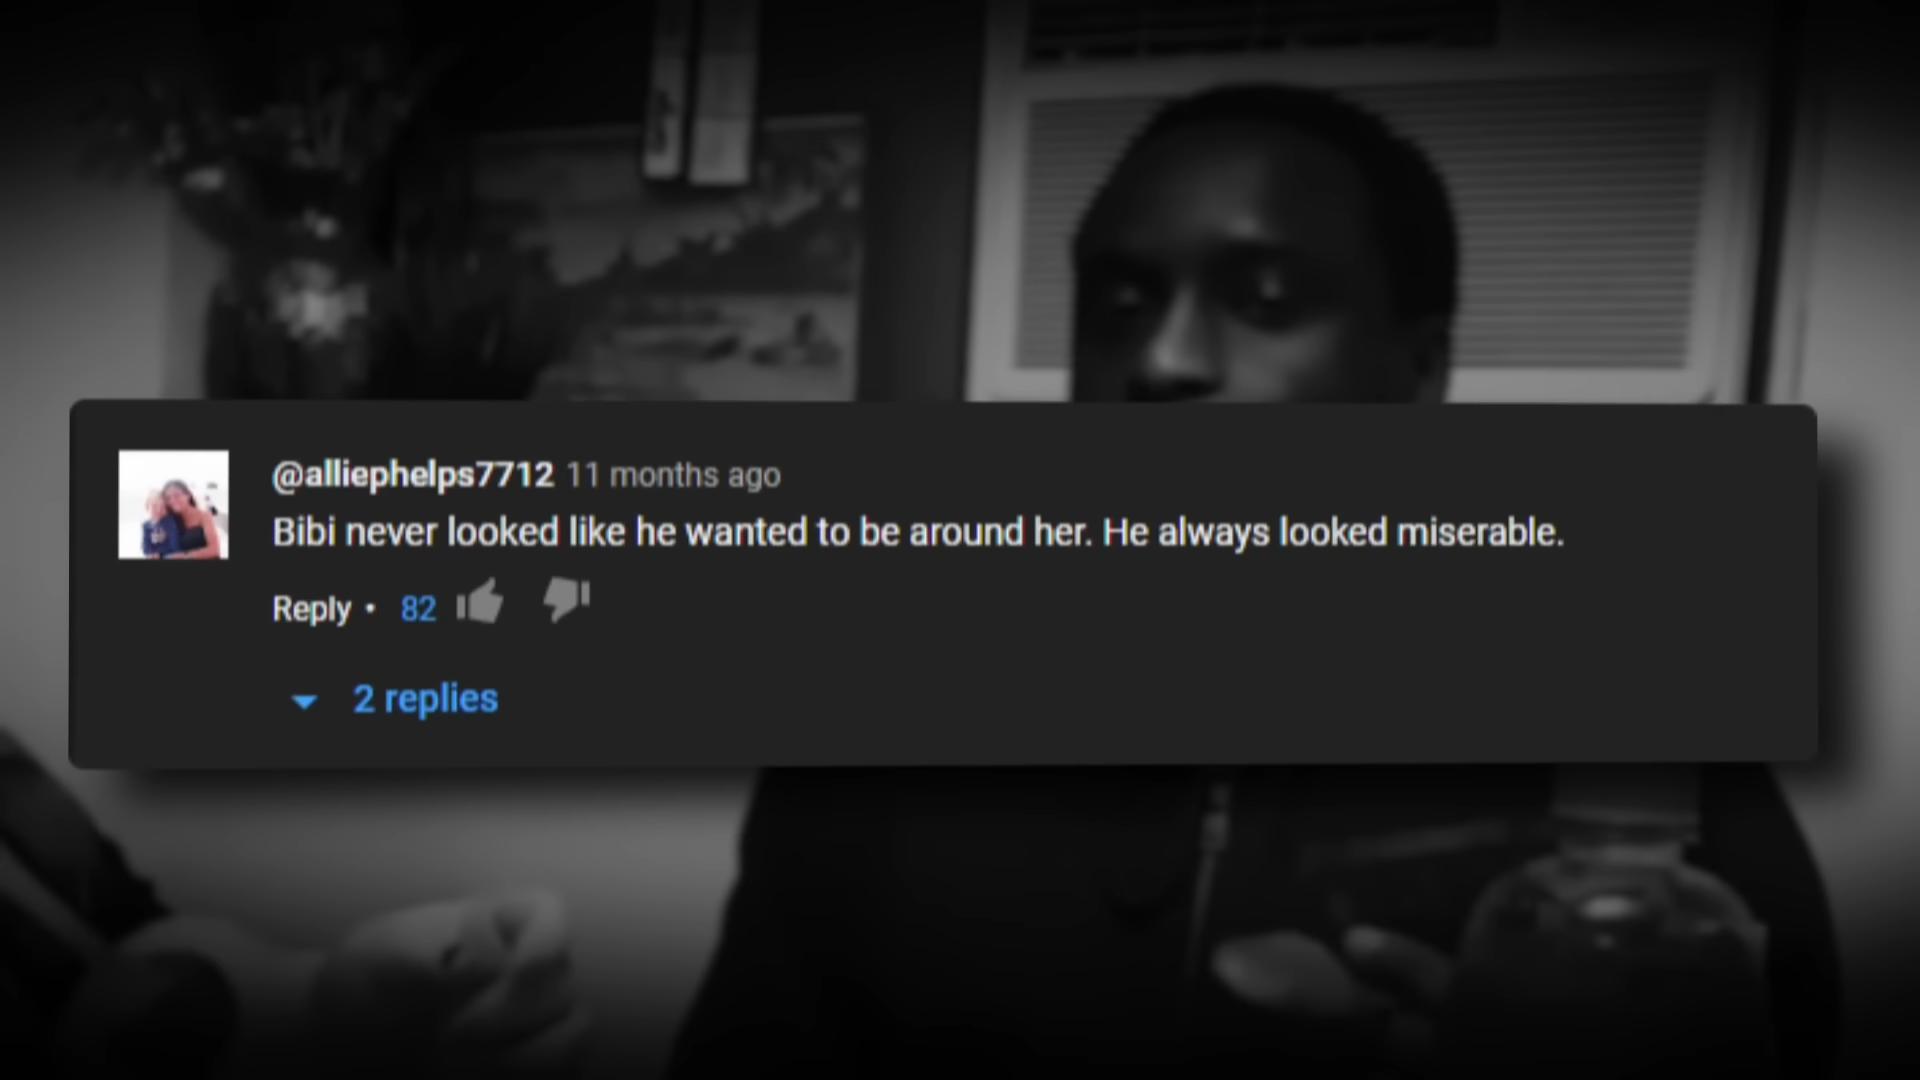 @alliephelps7712 11 months ago
Bibi never looked like he wanted to be around her. He always looked miserable.
Reply • 82
2 replies